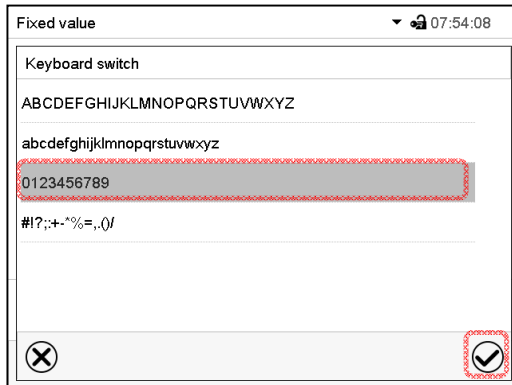 Fixed value 07:54:08
Keyboard switch
ABCDEFGHIJKLMNOPQRSTUVWXYZ
abcdefghijklmnopqrstuvwxyz
0123456789
#!?;:+-*%=,.()/